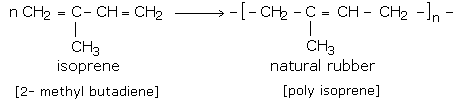 n CH₂ = C - CH = CH₂ ⟶ - [ - CH₂ - C = CH - CH₂ - ]ₙ -
CH₃ CH₃
isoprene natural rubber
[2- methyl butadiene] [poly isoprene]